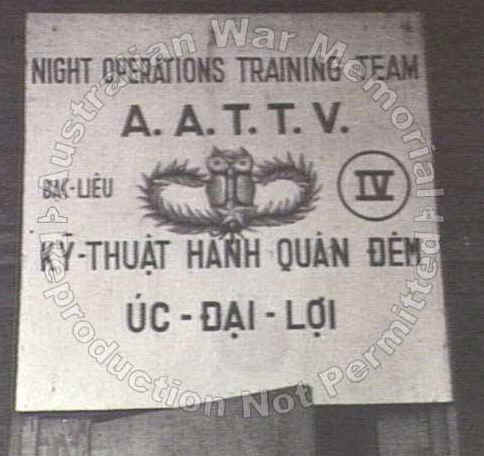 NIGHT OPERATIONS TRAINING TEAM
A. A. T. T. V.
BẠC-LIÊU
IV
KỸ-THUẬT HÀNH QUÂN ĐÊM
ÚC - ĐẠI - LỢI
Australian War Memorial
Reproduction Not Permitted